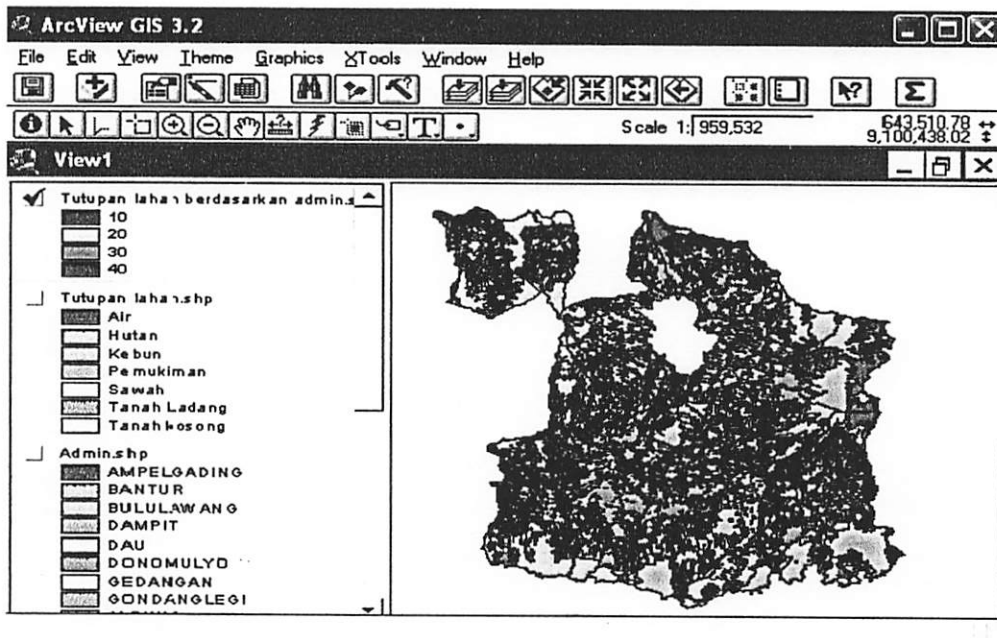 ArcView GIS 3.2
File Edit View Theme Graphics XTools Window Help
Scale 1: 959,532
643,510.78
9,100,438.02
View1
Tutupan lahan berdasarkan admin.s
10
20
30
40
Tutupan lahan.shp
Air
Hutan
Kebun
Pemukiman
Sawah
Tanah Ladang
Tanah kosong
Admin.shp
AMPELGADING
BANTUR
BULULAWANG
DAMPIT
DAU
DONOMULYO
GEDANGAN
GONDANGLEGI